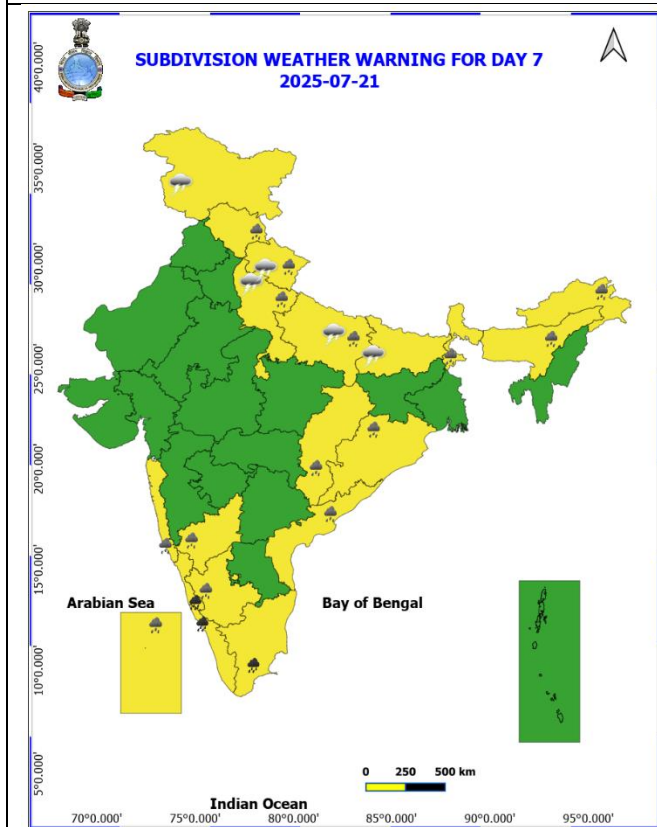 SUBDIVISION WEATHER WARNING FOR DAY 7
2025-07-21
40°0.000'
35°0.000'
30°0.000'
25°0.000'
20°0.000'
15°0.000'
10°0.000'
5°0.000'
Arabian Sea
Bay of Bengal
0 250 500 km
Indian Ocean
70°0.000' 75°0.000' 80°0.000' 85°0.000' 90°0.000' 95°0.000'